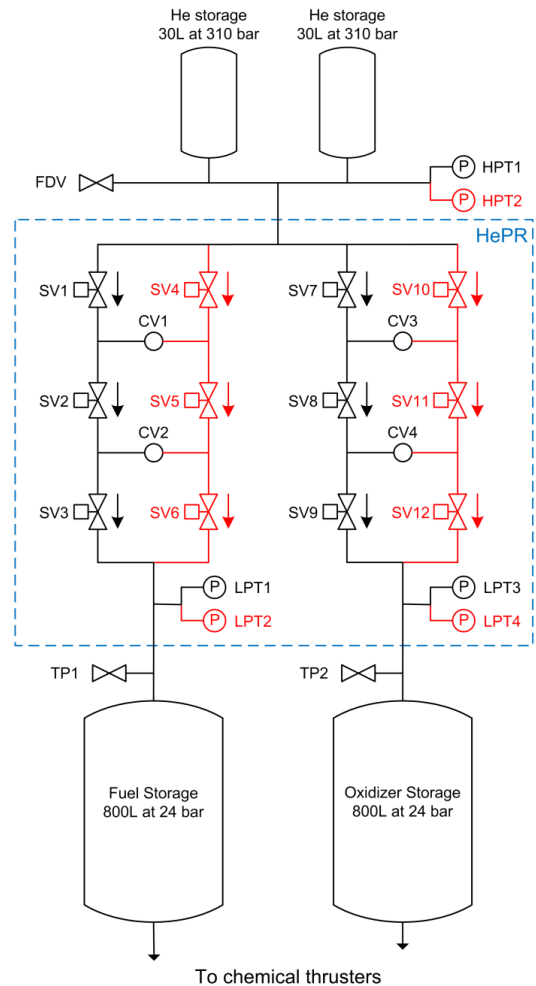 He storage
30L at 310 bar
He storage
30L at 310 bar
FDV
P
HPT1
P
HPT2
HePR
SV1
SV4
SV7
SV10
CV1
CV3
SV2
SV5
SV8
SV11
CV2
CV4
SV3
SV6
SV9
SV12
P
LPT1
P
LPT3
P
LPT2
P
LPT4
TP1
TP2
Fuel Storage
800L at 24 bar
Oxidizer Storage
800L at 24 bar
To chemical thrusters